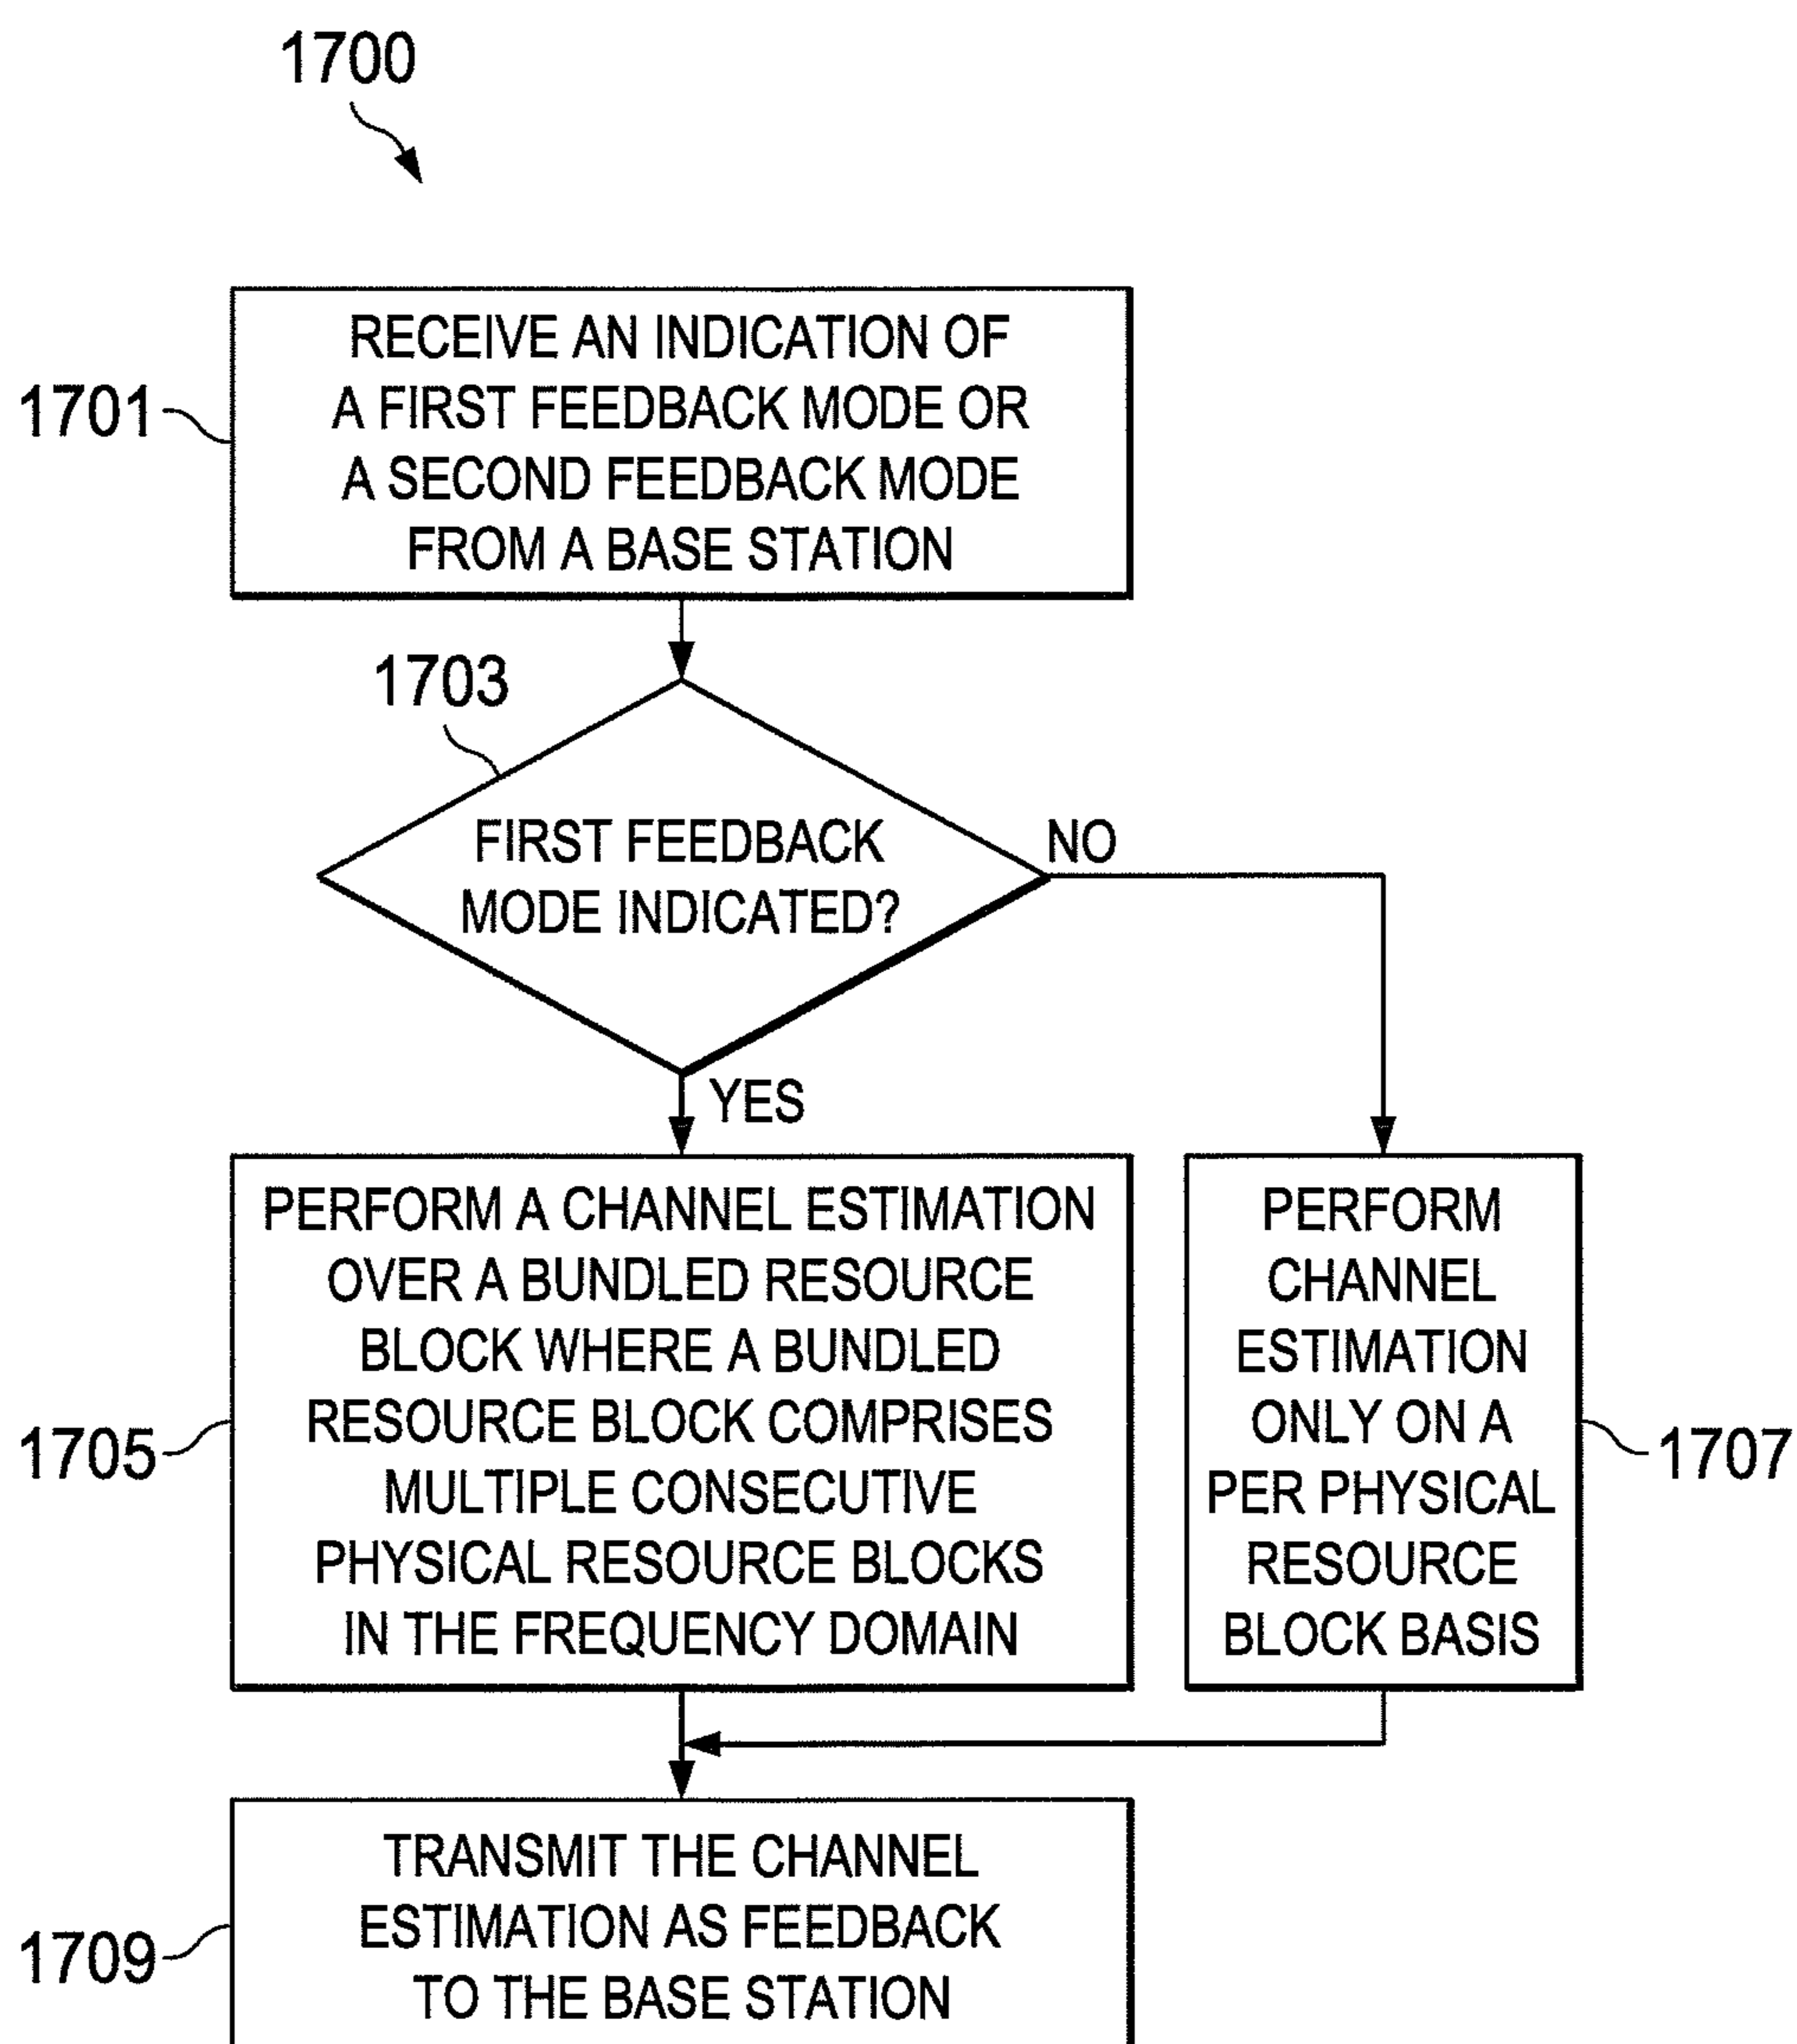 1700
RECEIVE AN INDICATION OF
A FIRST FEEDBACK MODE OR
A SECOND FEEDBACK MODE
FROM A BASE STATION
1701
1703
FIRST FEEDBACK
MODE INDICATED?
NO
YES
PERFORM A CHANNEL ESTIMATION
OVER A BUNDLED RESOURCE
BLOCK WHERE A BUNDLED
RESOURCE BLOCK COMPRISES
MULTIPLE CONSECUTIVE
PHYSICAL RESOURCE BLOCKS
IN THE FREQUENCY DOMAIN
1705
PERFORM
CHANNEL
ESTIMATION
ONLY ON A
PER PHYSICAL
RESOURCE
BLOCK BASIS
1707
TRANSMIT THE CHANNEL
ESTIMATION AS FEEDBACK
TO THE BASE STATION
1709